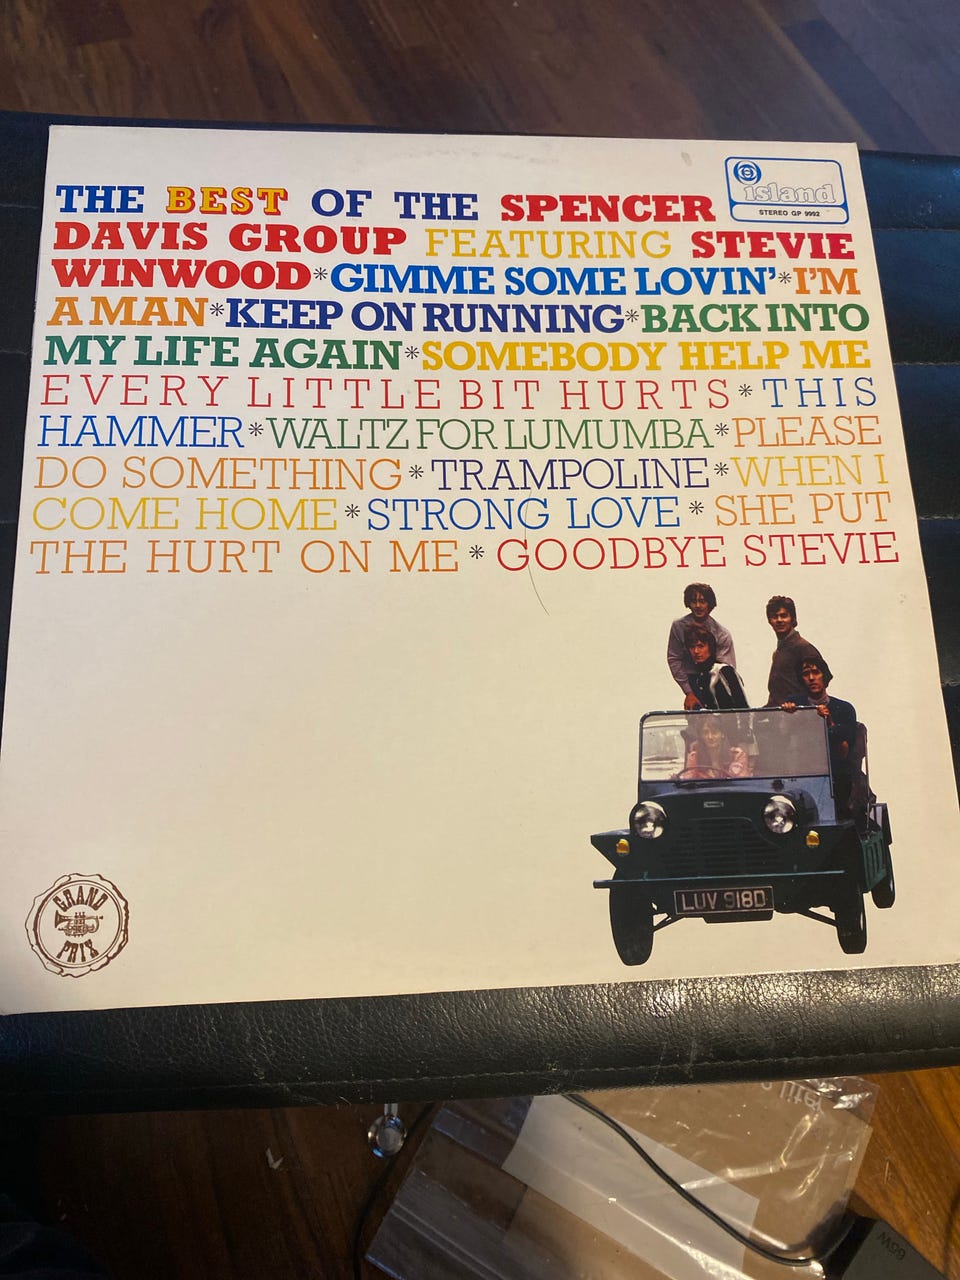 island
STEREO GP 9992
THE BEST OF THE SPENCER
DAVIS GROUP FEATURING STEVIE
WINWOOD*GIMME SOME LOVIN'*I'M
A MAN*KEEP ON RUNNING*BACK INTO
MY LIFE AGAIN*SOMEBODY HELP ME
EVERY LITTLE BIT HURTS * THIS
HAMMER*WALTZ FOR LUMUMBA*PLEASE
DO SOMETHING*TRAMPOLINE*WHEN I
COME HOME*STRONG LOVE*SHE PUT
THE HURT ON ME * GOODBYE STEVIE
LUV 918D
GRAND
PRIX
65W